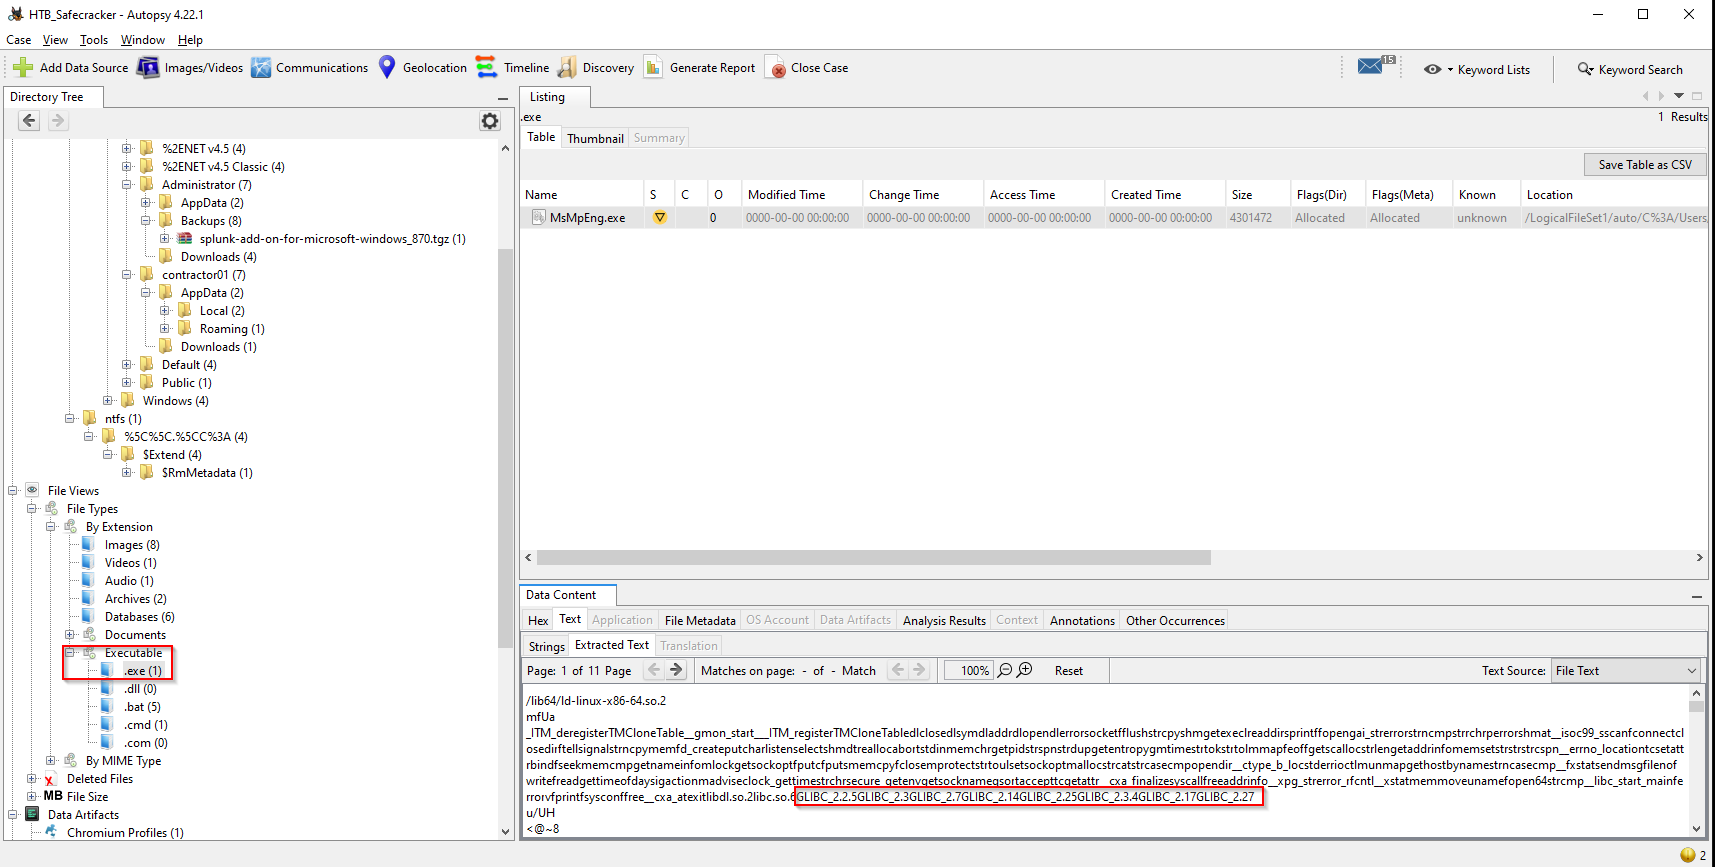 HTB_Safecracker - Autopsy 4.22.1
Case View Tools Window Help
Add Data Source Images/Videos Communications Geolocation Timeline Discovery Generate Report Close Case 15 Keyword Lists Keyword Search
Directory Tree
%2ENET v4.5 (4)
%2ENET v4.5 Classic (4)
Administrator (7)
AppData (2)
Backups (8)
splunk-add-on-for-microsoft-windows_870.tgz (1)
Downloads (4)
contractor01 (7)
AppData (2)
Local (2)
Roaming (1)
Downloads (1)
Default (4)
Public (1)
Windows (4)
ntfs (1)
%5C%5C.%5CC%3A (4)
$Extend (4)
$RmMetadata (1)
File Views
File Types
By Extension
Images (8)
Videos (1)
Audio (1)
Archives (2)
Databases (6)
Documents
Executable
.exe (1)
.dll (0)
.bat (5)
.cmd (1)
.com (0)
By MIME Type
Deleted Files
MB File Size
Data Artifacts
Chromium Profiles (1)
Listing
.exe
1 Results
Table Thumbnail Summary
Save Table as CSV
Name S C O Modified Time Change Time Access Time Created Time Size Flags(Dir) Flags(Meta) Known Location
MsMpEng.exe 0 0000-00-00 00:00:00 0000-00-00 00:00:00 0000-00-00 00:00:00 0000-00-00 00:00:00 4301472 Allocated Allocated unknown /LogicalFileSet1/auto/C%3A/Users
Data Content
Hex Text Application File Metadata OS Account Data Artifacts Analysis Results Context Annotations Other Occurrences
Strings Extracted Text Translation
Page: 1 of 11 Page Matches on page: - of - Match 100% Reset Text Source: File Text
/lib64/ld-linux-x86-64.so.2
mfUa
_ITM_deregisterTMCloneTable__gmon_start___ITM_registerTMCloneTabledlclosedlsymdladdrdlopendlerrorsocketfflushstrcpyshmgetexeclreaddirsprintffopengai_strerrorstrncmpstrrchrperrorshmat__isoc99_sscanfconnectcl
osedirftellsignalstrncpymemfd_createputcharlistenselectshmdtreallocabortstdinmemchrgetpidstrspnstrdupgetentropygmtimestrtokstrtolmmapfeoffgetscallocstrlengetaddrinfomemsetstrstrstrcspn__errno_locationtcsetatt
rbindfseekmemcmpgetnameinfomlockgetsockoptfputcfputsmemcpyfclosemprotectstrtoulsetsockoptmallocstrcatstrcasecmpopendir__ctype_b_locstderrioctlmunmapgethostbynamestrncasecmp__fxstatsendmsgfilenof
writefreadgettimeofdaysigactionmadviseclock_gettimestrchrsecure_getenvgetsocknameqsortaccepttcgetattr__cxa_finalizesyscallfreeaddrinfo__xpg_strerror_rfcntl__xstatmemmoveunamefopen64strcmp__libc_start_mainfe
rrorvfprintfsysconffree__cxa_atexitlibdl.so.2libc.so.6GLIBC_2.2.5GLIBC_2.3GLIBC_2.7GLIBC_2.14GLIBC_2.25GLIBC_2.3.4GLIBC_2.17GLIBC_2.27
u/UH
<@~8
2